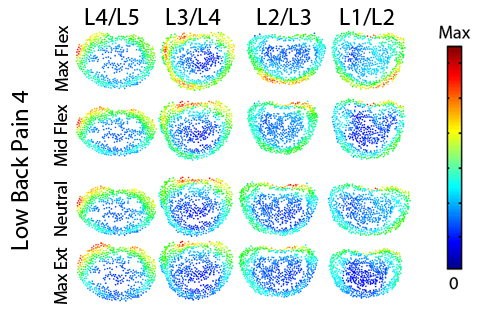 L4/L5 L3/L4 L2/L3 L1/L2
Max
Max Flex
Mid Flex
Neutral
Max Ext
Low Back Pain 4
0